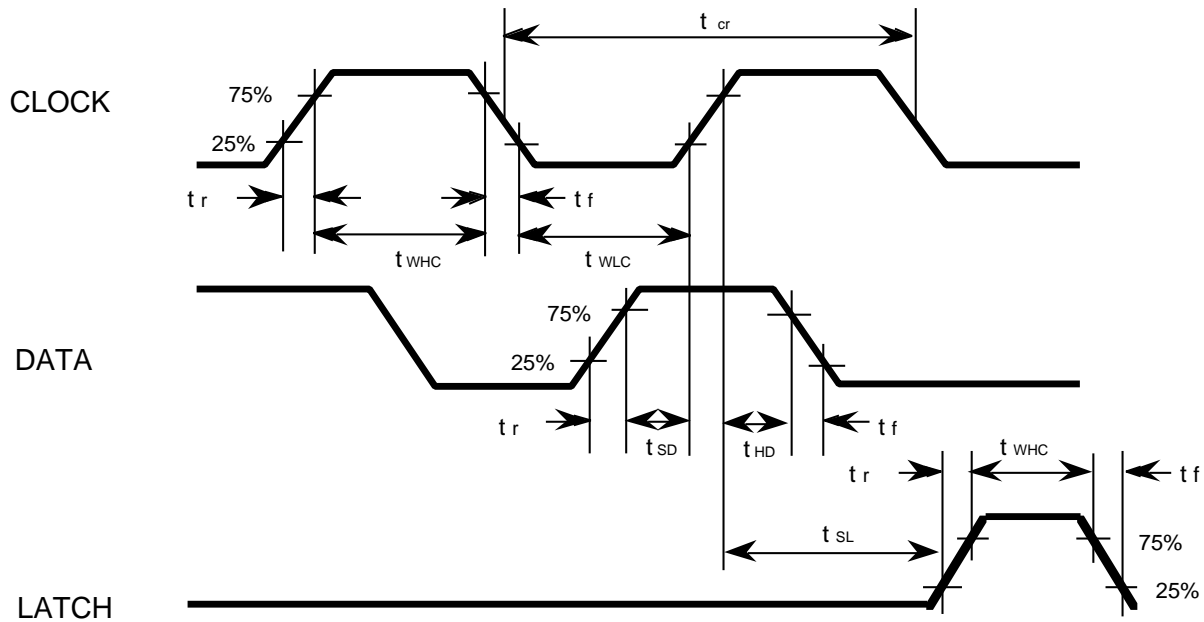 t cr
CLOCK
75%
25%
t r
t f
t WHC
t WLC
75%
DATA
25%
t r
t SD
t HD
t f
t WHC
t r
t f
t SL
75%
25%
LATCH